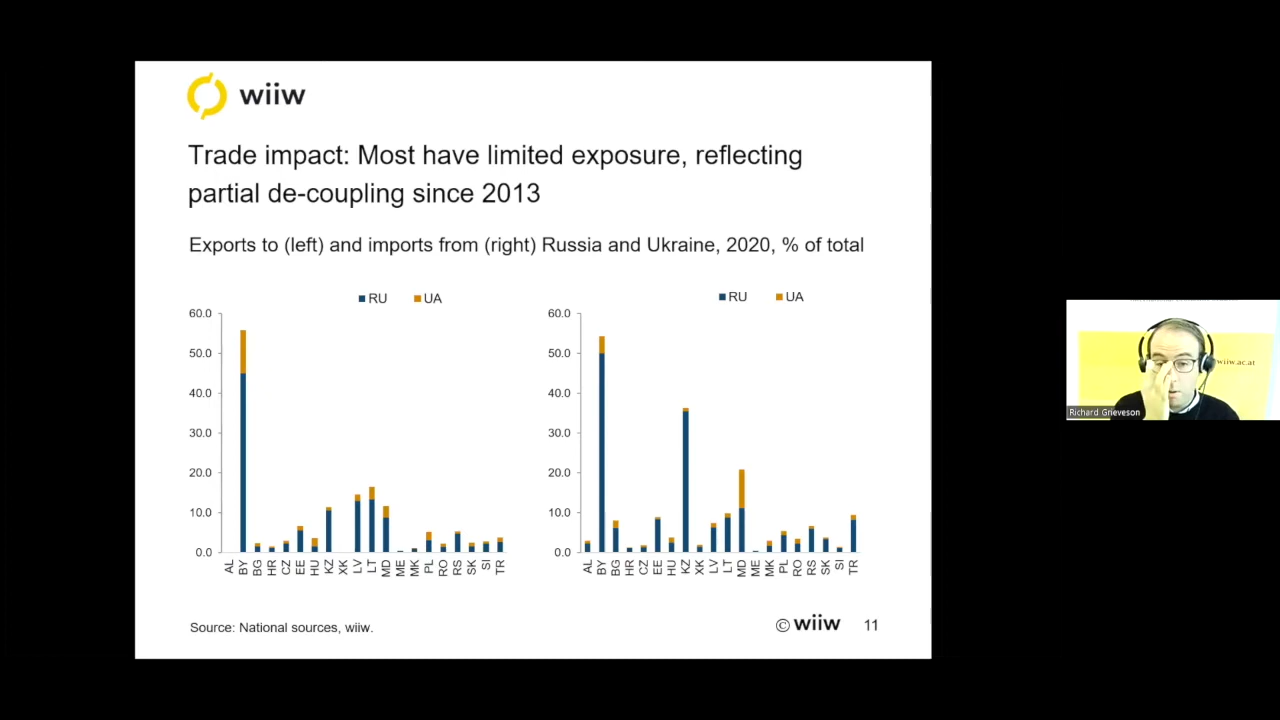 wiiw
Trade impact: Most have limited exposure, reflecting
partial de-coupling since 2013
Exports to (left) and imports from (right) Russia and Ukraine, 2020, % of total
RU UA
60.0
50.0
40.0
30.0
20.0
10.0
0.0
AL BY BG HR CZ EE HU KZ XK LV LT MD ME MK PL RO RS SK SI TR
RU UA
60.0
50.0
40.0
30.0
20.0
10.0
0.0
AL BY BG HR CZ EE HU KZ XK LV LT MD ME MK PL RO RS SK SI TR
Source: National sources, wiiw.
© wiiw 11
wiiw.ac.at
Richard Grieveson